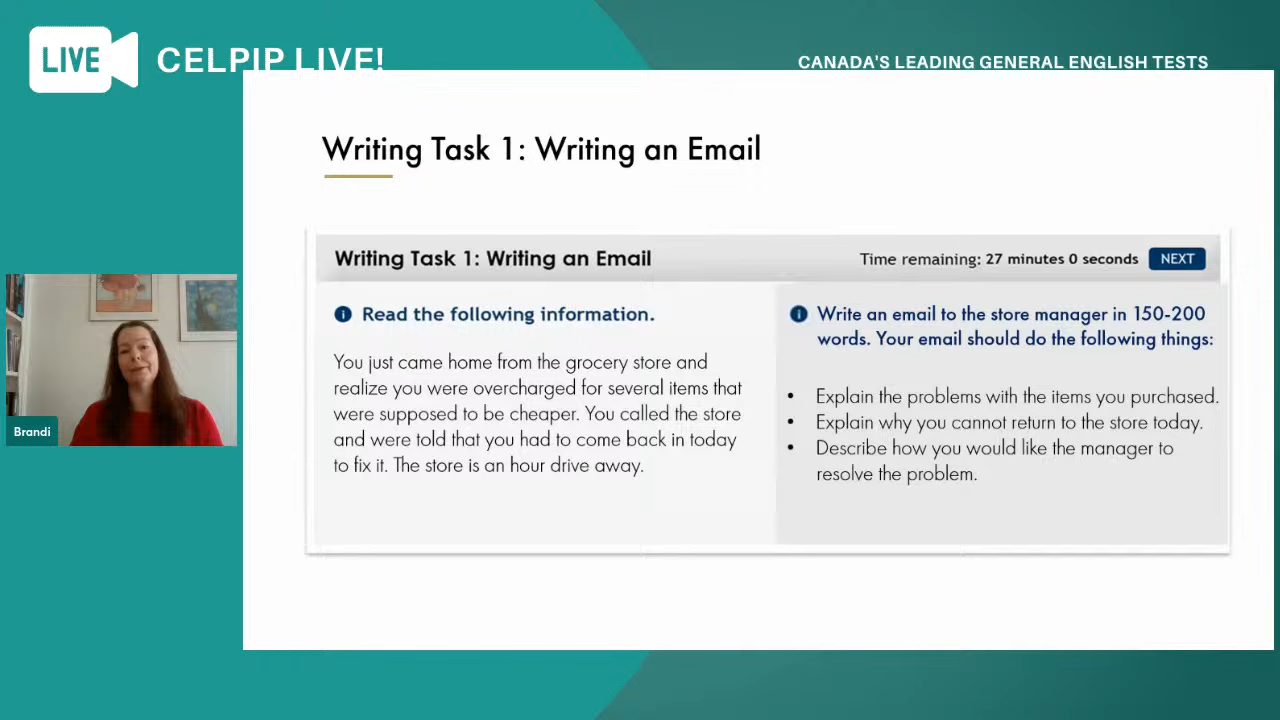 LIVE
CELPIP LIVE!
CANADA'S LEADING GENERAL ENGLISH TESTS
Writing Task 1: Writing an Email
Writing Task 1: Writing an Email
Time remaining: 27 minutes 0 seconds
NEXT
Read the following information.
You just came home from the grocery store and
realize you were overcharged for several items that
were supposed to be cheaper. You called the store
and were told that you had to come back in today
to fix it. The store is an hour drive away.
Write an email to the store manager in 150-200
words. Your email should do the following things:
• Explain the problems with the items you purchased.
• Explain why you cannot return to the store today.
• Describe how you would like the manager to
resolve the problem.
Brandi